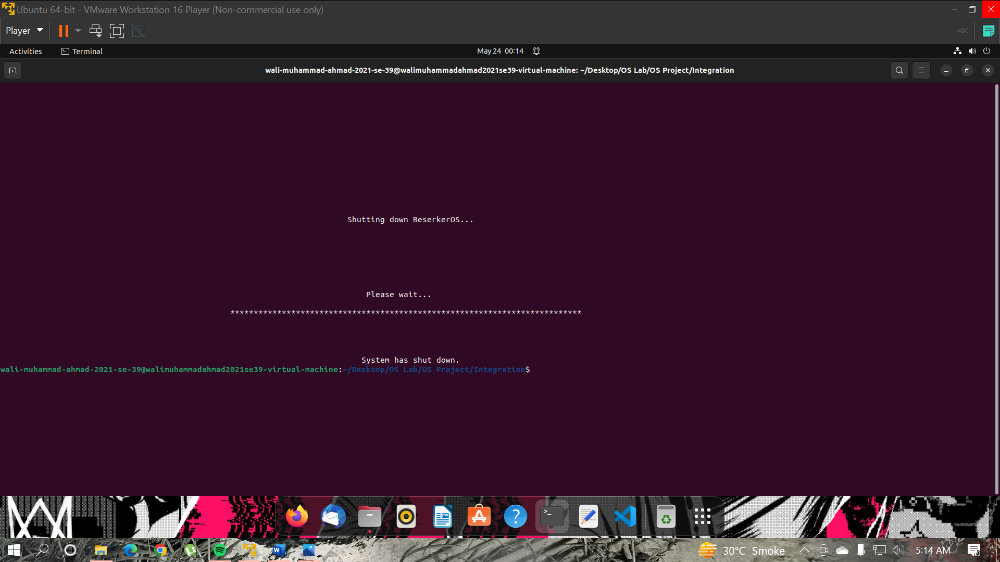 Ubuntu 64-bit - VMware Workstation 16 Player (Non-commercial use only)
Player
Activities
Terminal
May 24 00:14
wali-muhammad-ahmad-2021-se-39@walimuhammadahmad2021se39-virtual-machine: ~/Desktop/OS Lab/OS Project/Integration
Shutting down BeserkerOS...
Please wait...
***************************************************************************
System has shut down.
wali-muhammad-ahmad-2021-se-39@walimuhammadahmad2021se39-virtual-machine:~/Desktop/OS Lab/OS Project/Integration$
30°C Smoke
5:14 AM